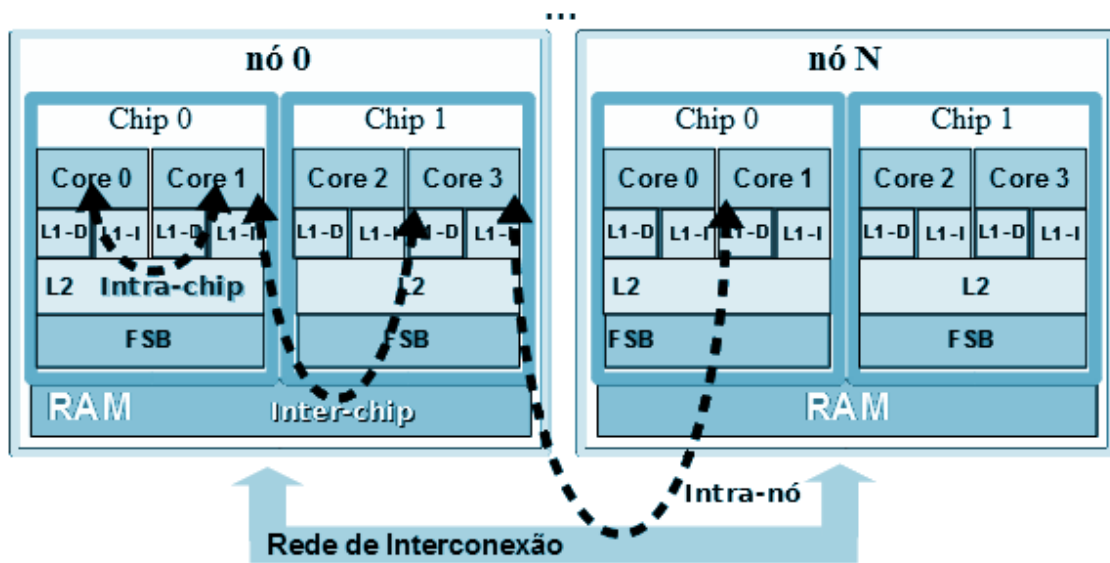 ...
nó 0
nó N
Chip 0
Chip 1
Chip 0
Chip 1
Core 0
Core 1
Core 2
Core 3
Core 0
Core 1
Core 2
Core 3
L1-D
L1-I
L1-D
L1-I
L1-D
L1-I
L1-D
L1-I
L1-D
L1-I
L1-D
L1-I
L1-D
L1-I
L1-D
L1-I
L2
Intra-chip
L2
L2
L2
FSB
FSB
FSB
FSB
RAM
Inter-chip
RAM
Intra-nó
Rede de Interconexão